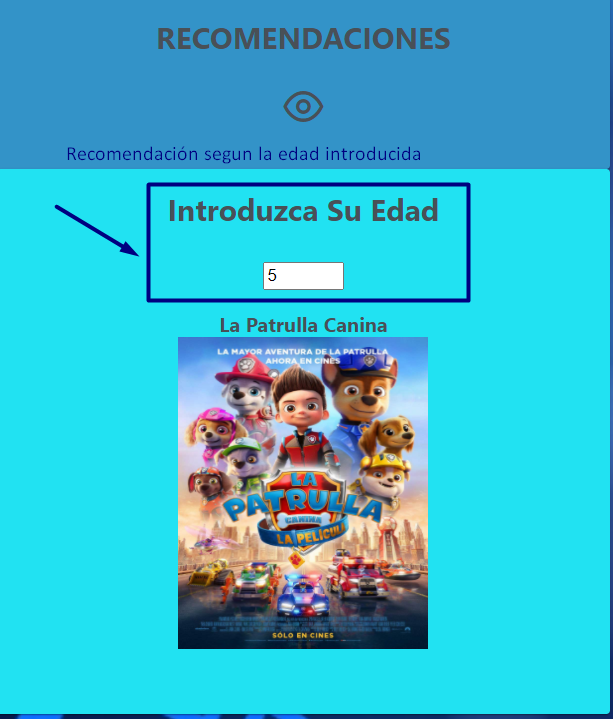 RECOMENDACIONES
Recomendación segun la edad introducida
Introduzca Su Edad
5
La Patrulla Canina
LA MAYOR AVENTURA DE LA PATRULLA
AHORA EN CINES
LA
PATRULLA
CANINA
LA PELÍCULA
SÓLO EN CINES